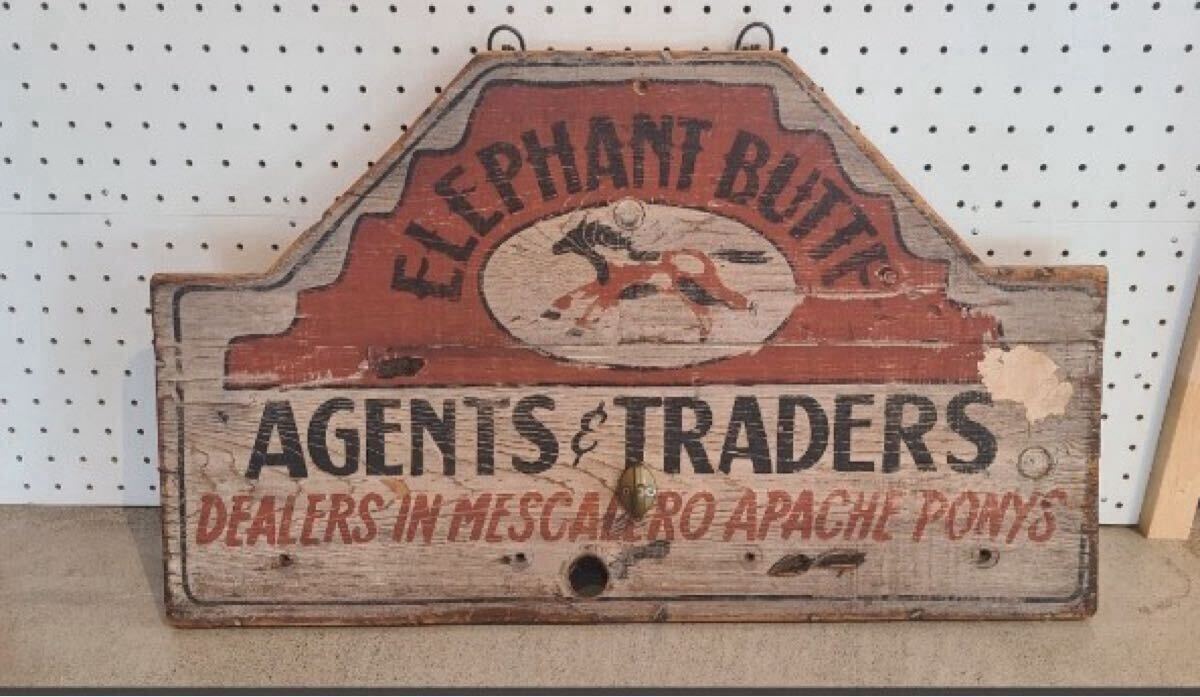 ELEPHANT BUTTE
AGENTS & TRADERS
DEALERS IN MESCALERO APACHE PONYS